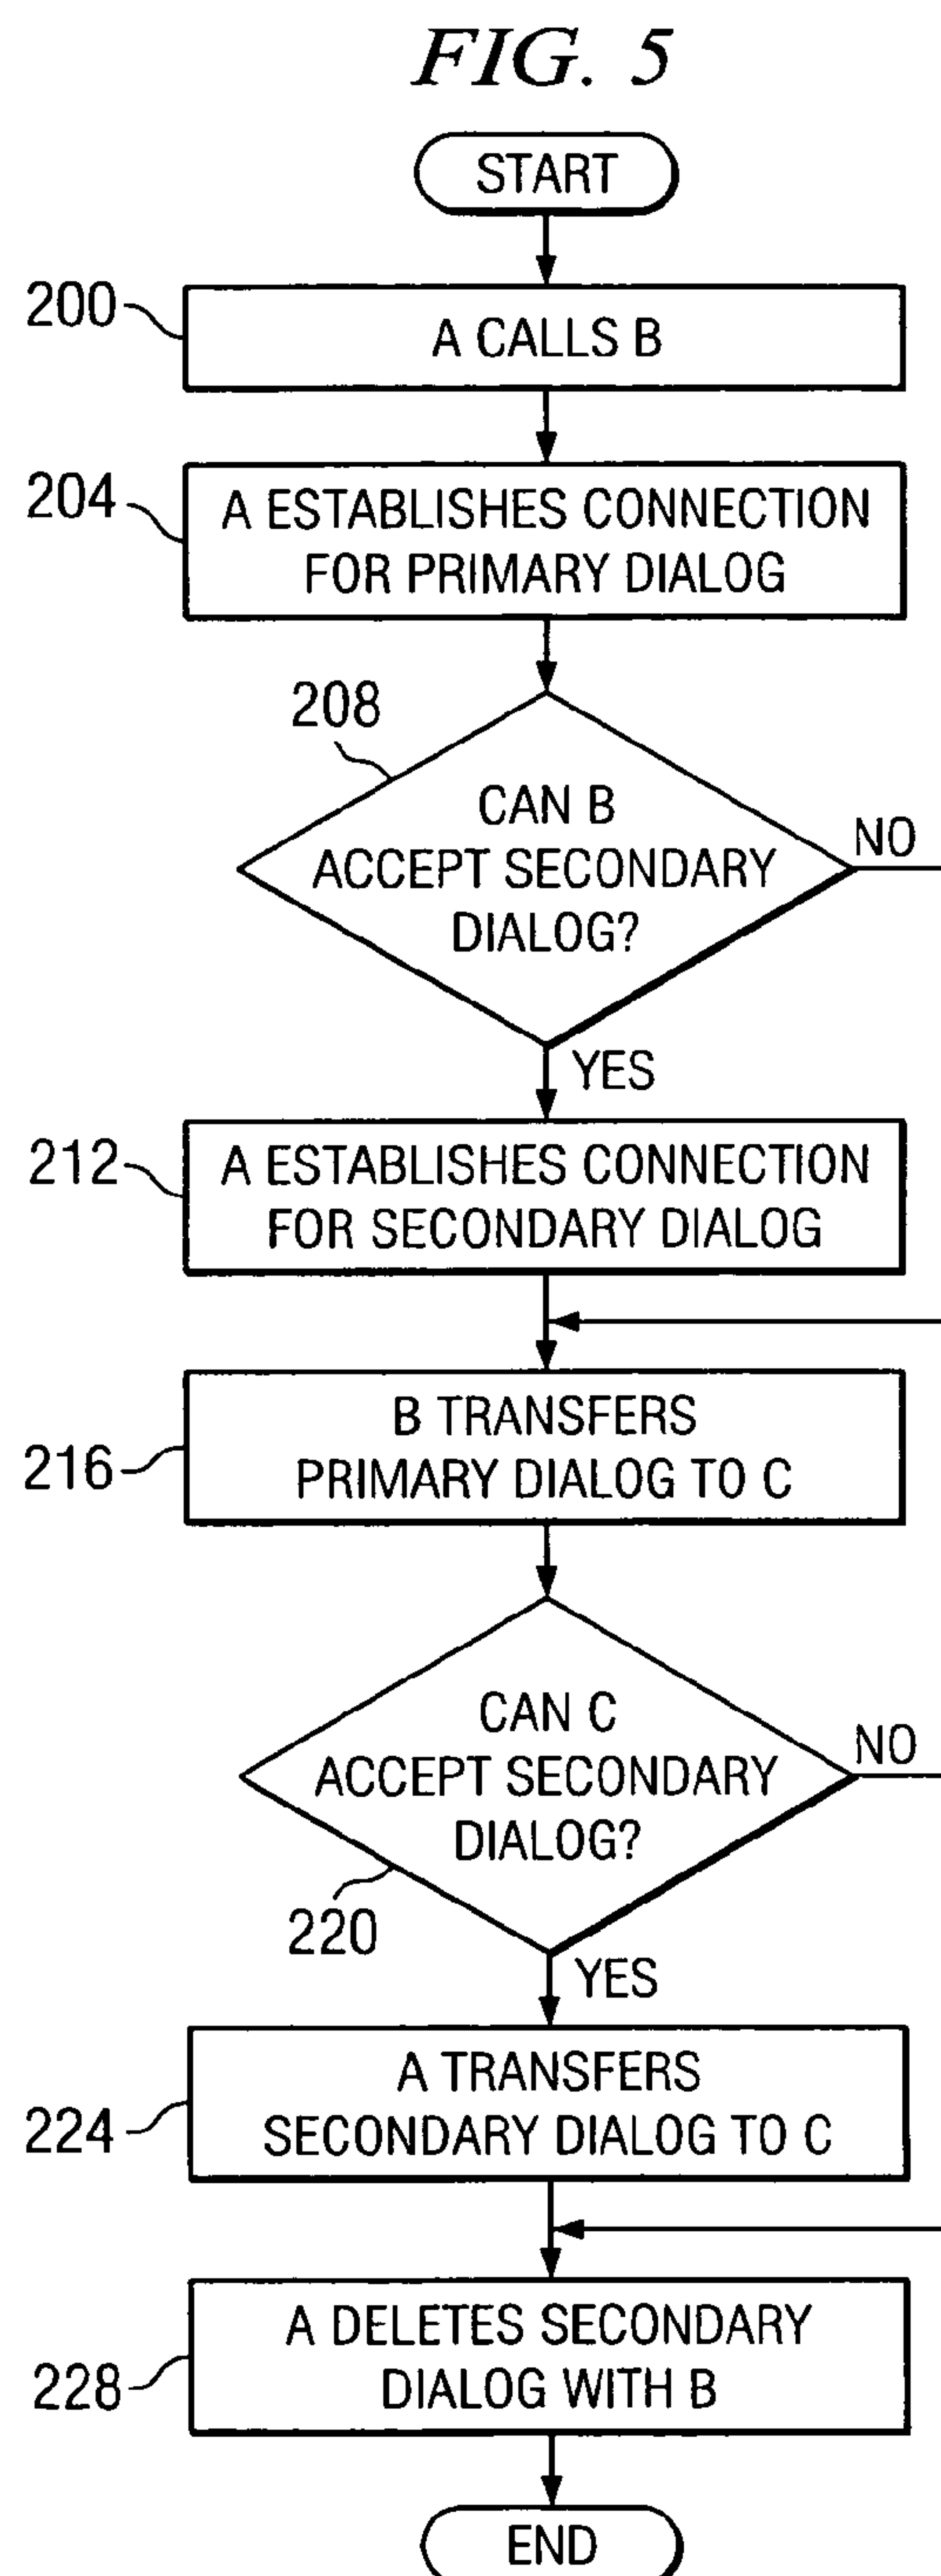 FIG. 5
START
200
A CALLS B
204
A ESTABLISHES CONNECTION
FOR PRIMARY DIALOG
208
CAN B
ACCEPT SECONDARY
DIALOG?
NO
YES
212
A ESTABLISHES CONNECTION
FOR SECONDARY DIALOG
216
B TRANSFERS
PRIMARY DIALOG TO C
CAN C
ACCEPT SECONDARY
DIALOG?
NO
220
YES
224
A TRANSFERS
SECONDARY DIALOG TO C
228
A DELETES SECONDARY
DIALOG WITH B
END